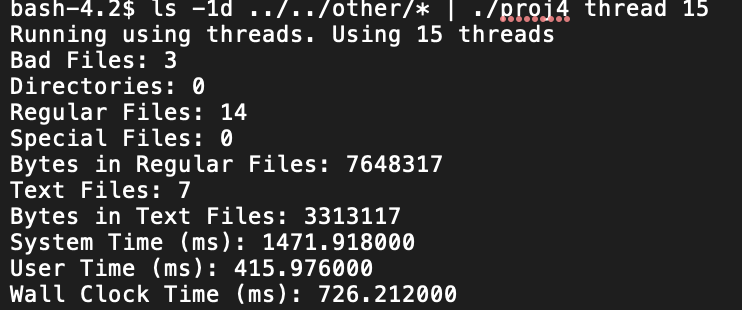 bash-4.2$ ls -1d ../../other/* | ./proj4 thread 15
Running using threads. Using 15 threads
Bad Files: 3
Directories: 0
Regular Files: 14
Special Files: 0
Bytes in Regular Files: 7648317
Text Files: 7
Bytes in Text Files: 3313117
System Time (ms): 1471.918000
User Time (ms): 415.976000
Wall Clock Time (ms): 726.212000